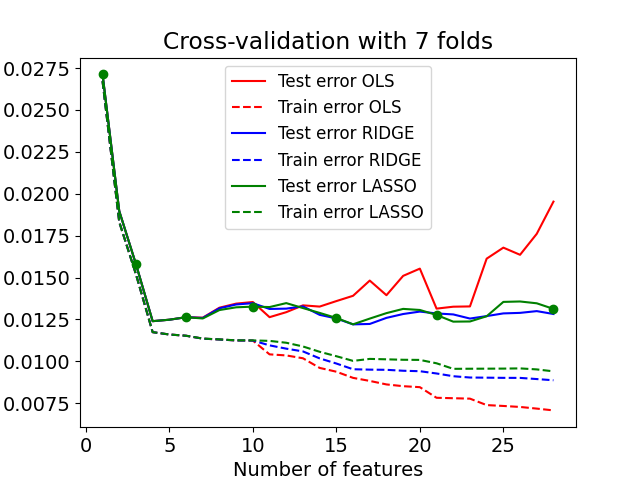 Cross-validation with 7 folds
0.0275
0.0250
0.0225
0.0200
0.0175
0.0150
0.0125
0.0100
0.0075
Test error OLS
Train error OLS
Test error RIDGE
Train error RIDGE
Test error LASSO
Train error LASSO
0 5 10 15 20 25
Number of features